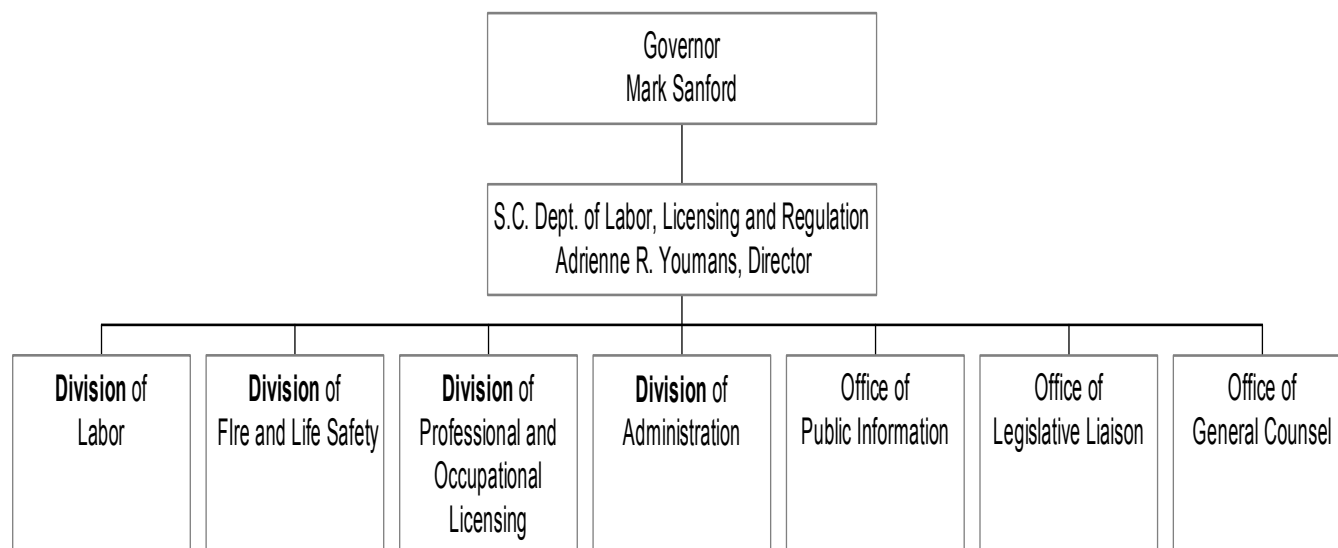 Governor
Mark Sanford
S.C. Dept. of Labor, Licensing and Regulation
Adrienne R. Youmans, Director
Division of
Labor
Division of
FIre and Life Safety
Division of
Professional and
Occupational
Licensing
Division of
Administration
Office of
Public Information
Office of
Legislative Liaison
Office of
General Counsel